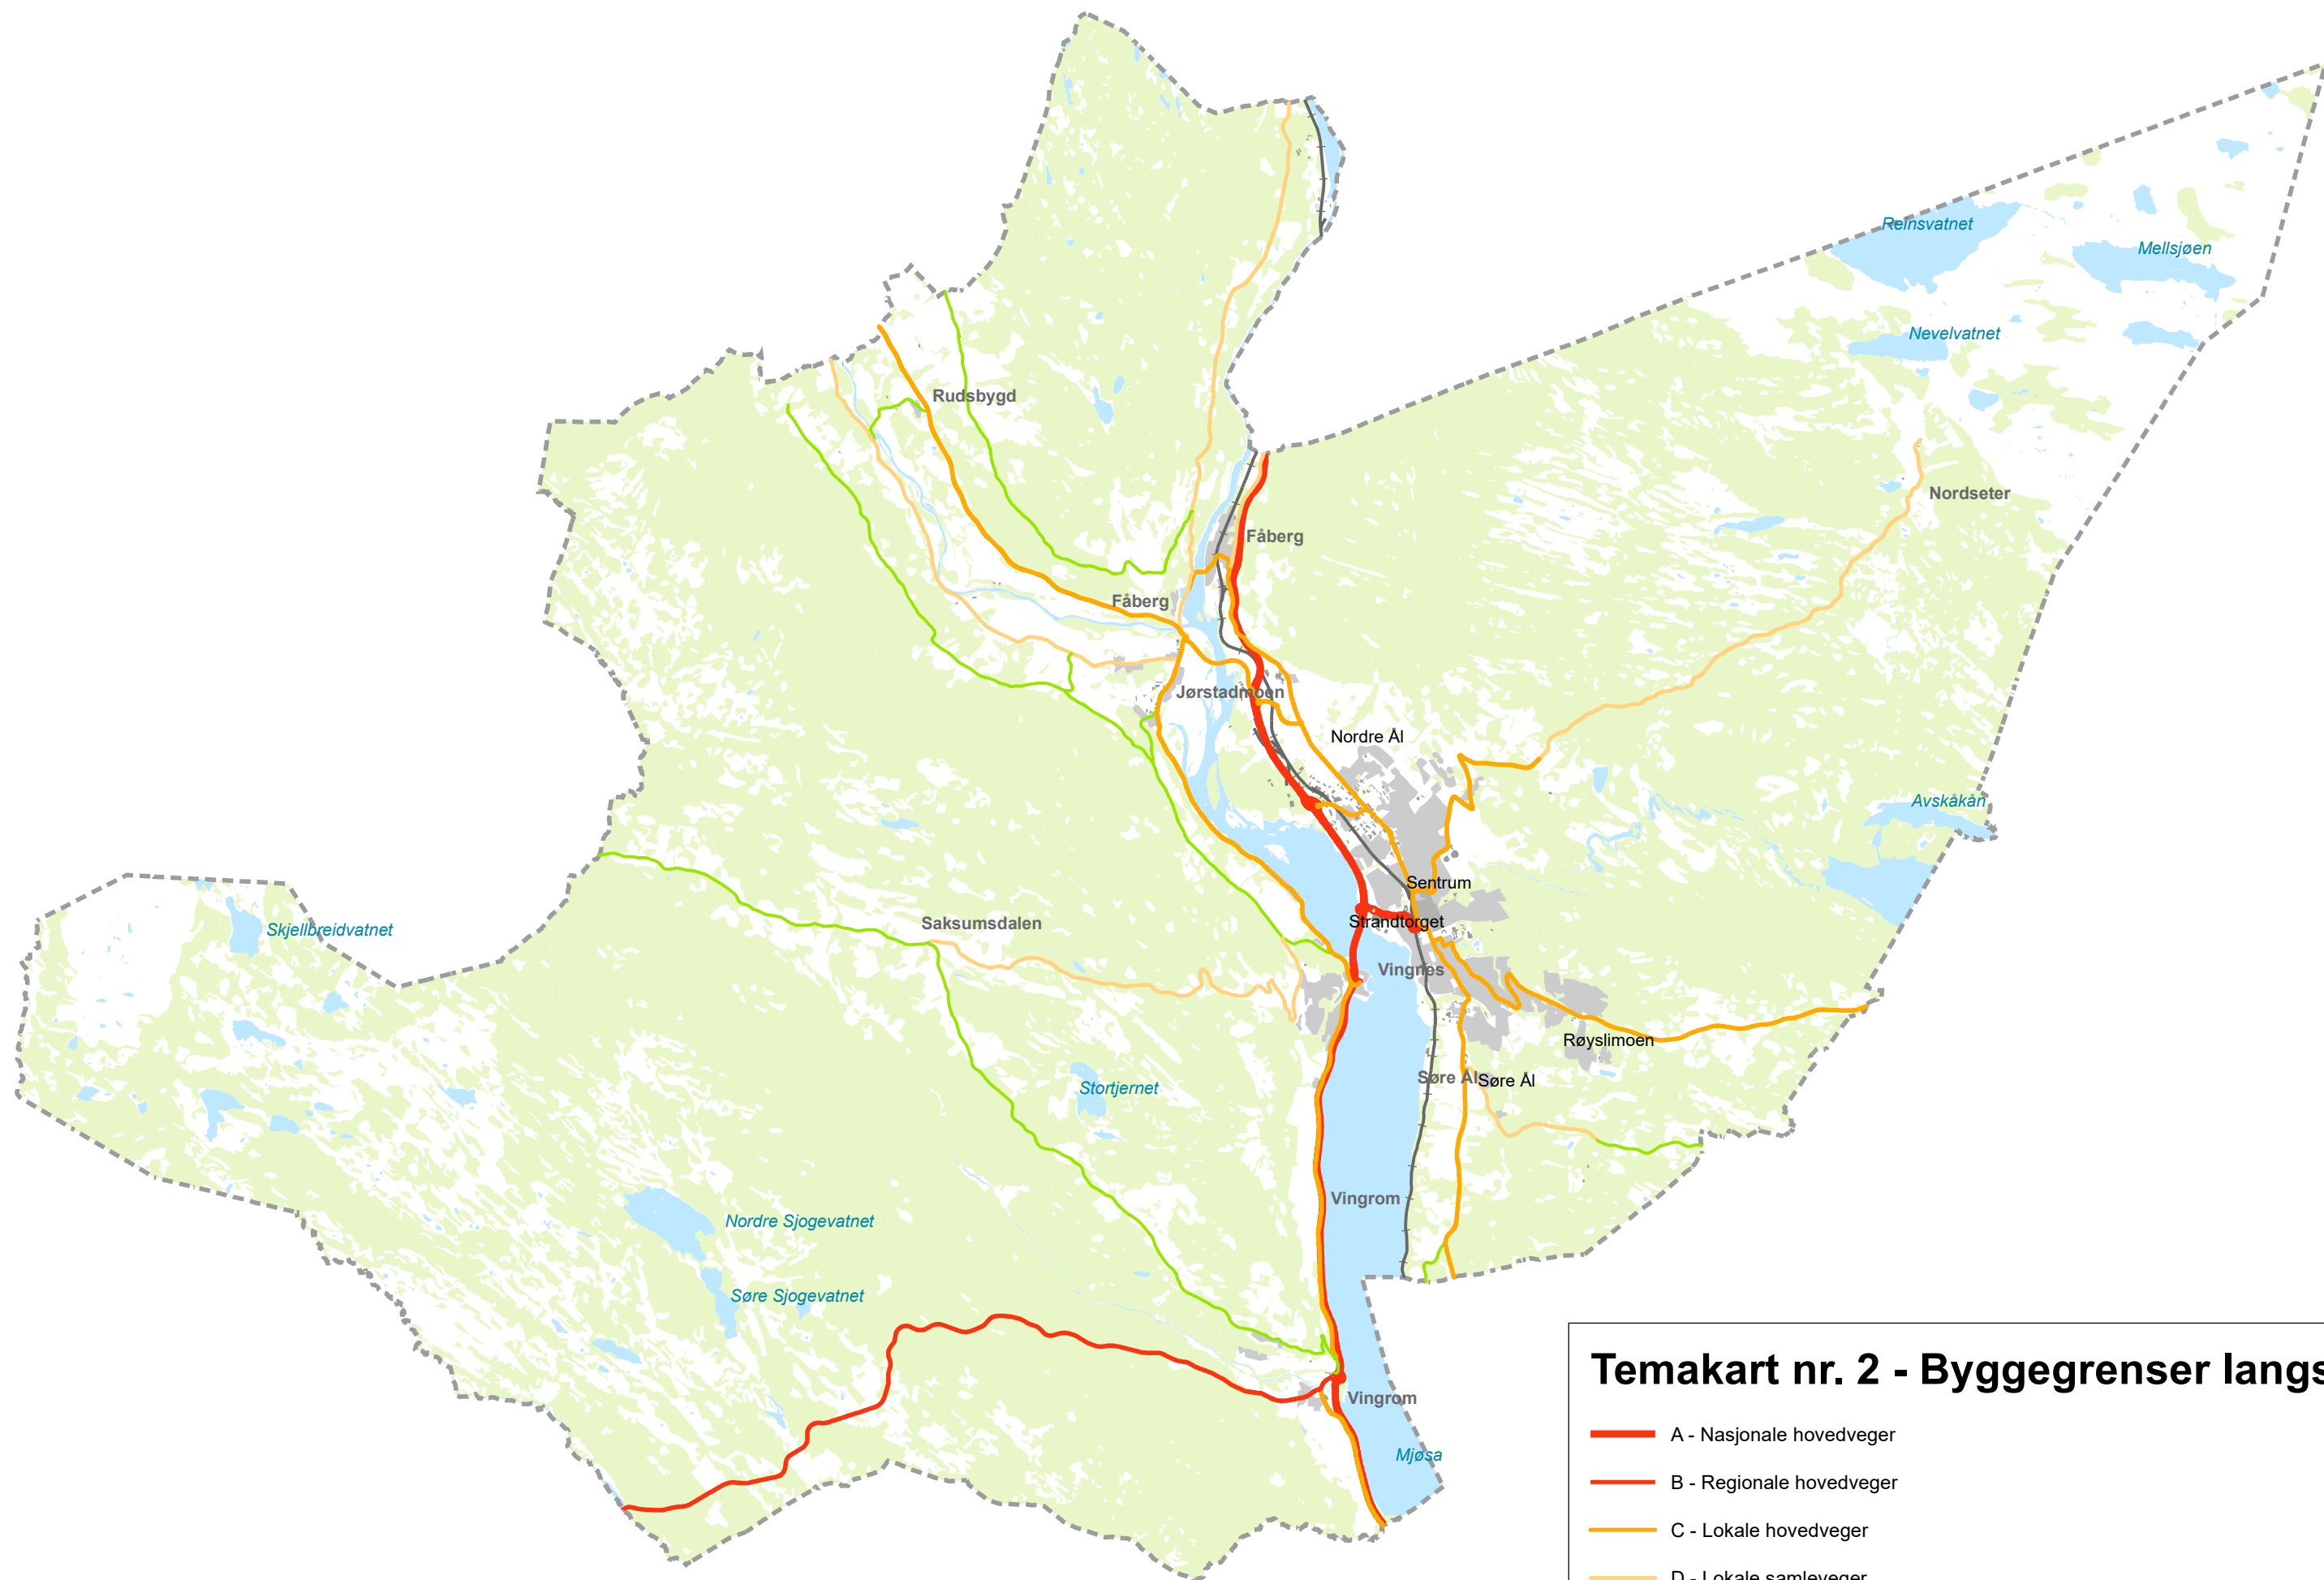 Reinsvatnet
Mellsjøen
Nevelvatnet
Rudsbygd
Nordseter
Fåberg
Fåberg
Jørstadmoen
Nordre Ål
Avskåkån
Sentrum
Strandtorget
Saksumsdalen
Skjellbreidvatnet
Vingnes
Røyslimoen
Søre Ål
Søre Ål
Stortjernet
Vingrom
Nordre Sjogevatnet
Søre Sjogevatnet
Vingrom
Mjøsa
Temakart nr. 2 - Byggegrenser langs
A - Nasjonale hovedveger
B - Regionale hovedveger
C - Lokale hovedveger
D - Lokale samleveger